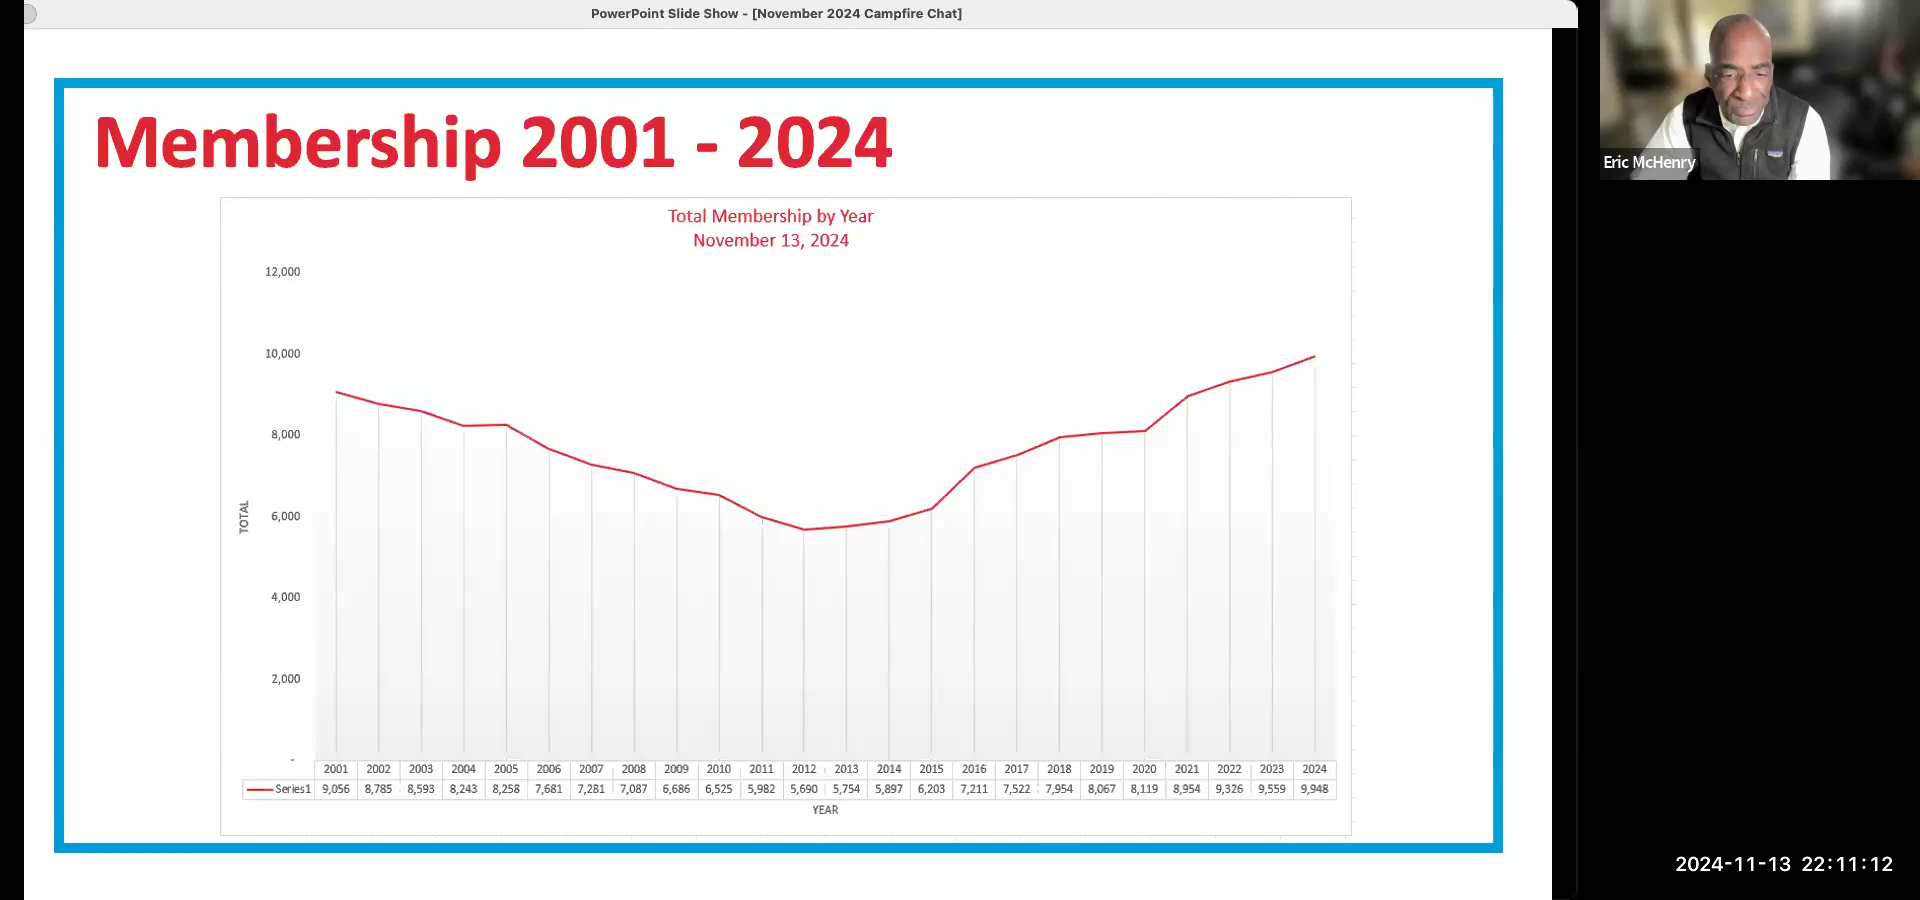 PowerPoint Slide Show - [November 2024 Campfire Chat]
Membership 2001 - 2024
Total Membership by Year
November 13, 2024
12,000
10,000
8,000
6,000
4,000
2,000
-
TOTAL
2001 2002 2003 2004 2005 2006 2007 2008 2009 2010 2011 2012 2013 2014 2015 2016 2017 2018 2019 2020 2021 2022 2023 2024
Series1 9,056 8,785 8,593 8,243 8,258 7,681 7,281 7,087 6,686 6,525 5,982 5,690 5,754 5,897 6,203 7,211 7,522 7,954 8,067 8,119 8,954 9,326 9,559 9,948
YEAR
Eric McHenry
2024-11-13 22:11:12